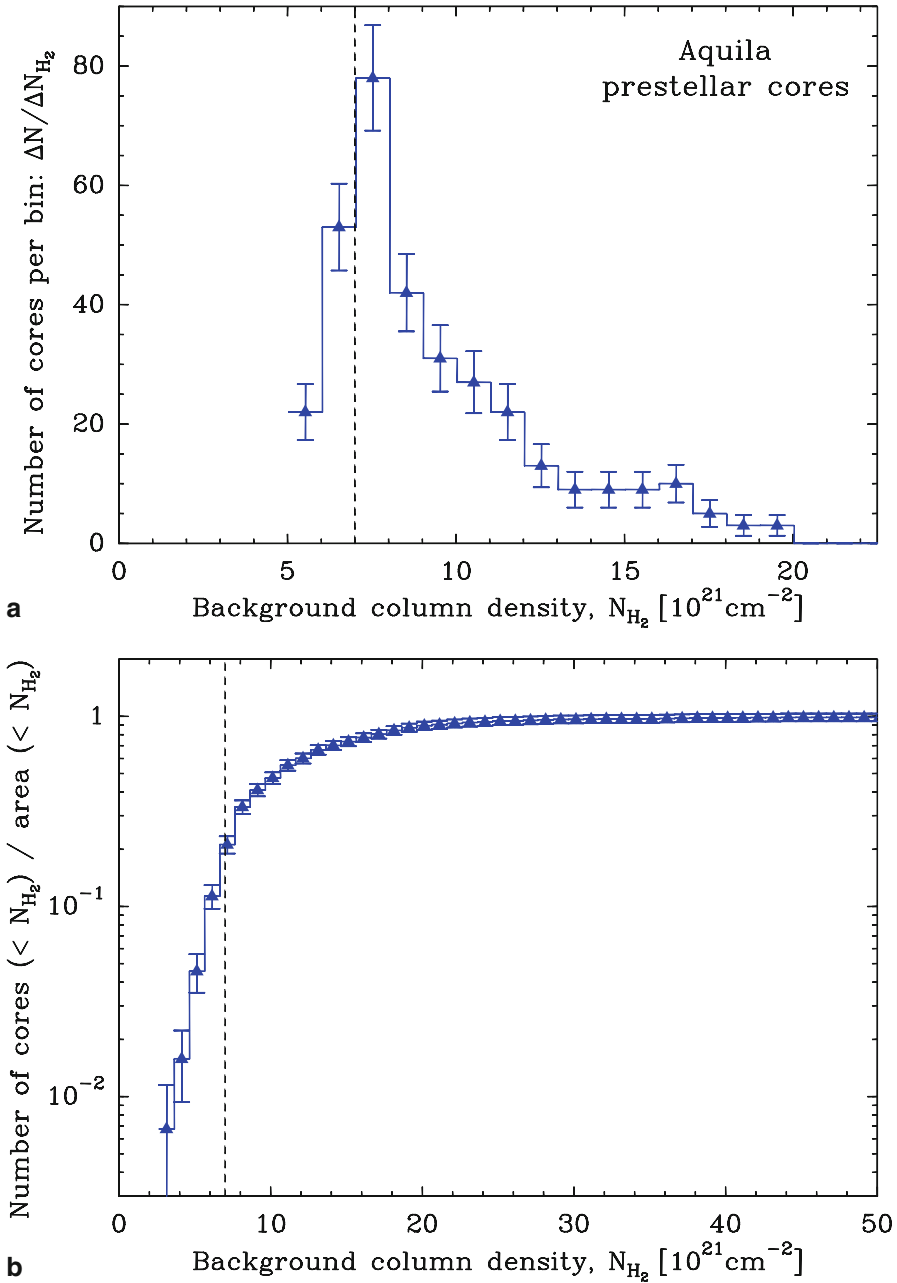 Aquila
prestellar cores
Number of cores per bin: ΔN/ΔN_H₂
80
60
40
20
0
0 5 10 15 20
Background column density, N_H₂ [10²¹cm⁻²]
a
Number of cores (< N_H₂) / area (< N_H₂)
1
10⁻¹
10⁻²
0 10 20 30 40 50
Background column density, N_H₂ [10²¹cm⁻²]
b